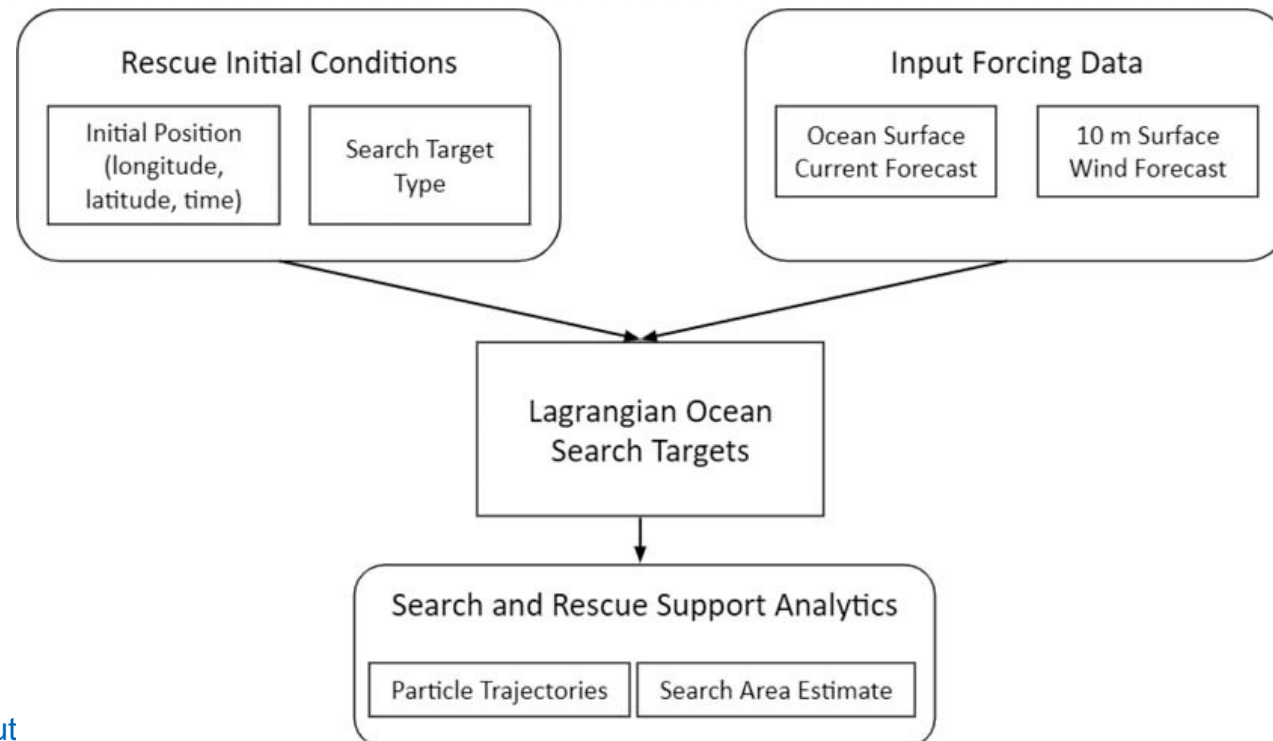 Rescue Initial Conditions
Initial Position
(longitude,
latitude, time)
Search Target
Type
Input Forcing Data
Ocean Surface
Current Forecast
10 m Surface
Wind Forecast
Lagrangian Ocean
Search Targets
Search and Rescue Support Analytics
Particle Trajectories
Search Area Estimate
ut